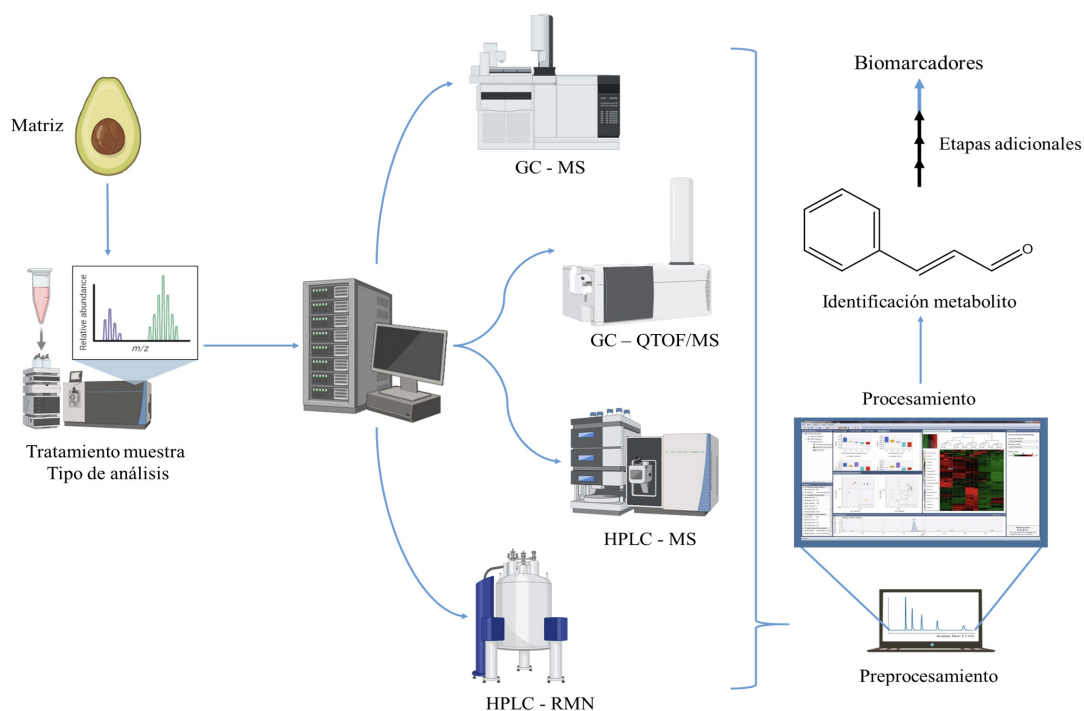 Matriz
Relative abundance
m/z
Tratamiento muestra
Tipo de análisis
GC - MS
GC – QTOF/MS
HPLC - MS
HPLC - RMN
Biomarcadores
Etapas adicionales
O
Identificación metabolito
Procesamiento
Preprocesamiento